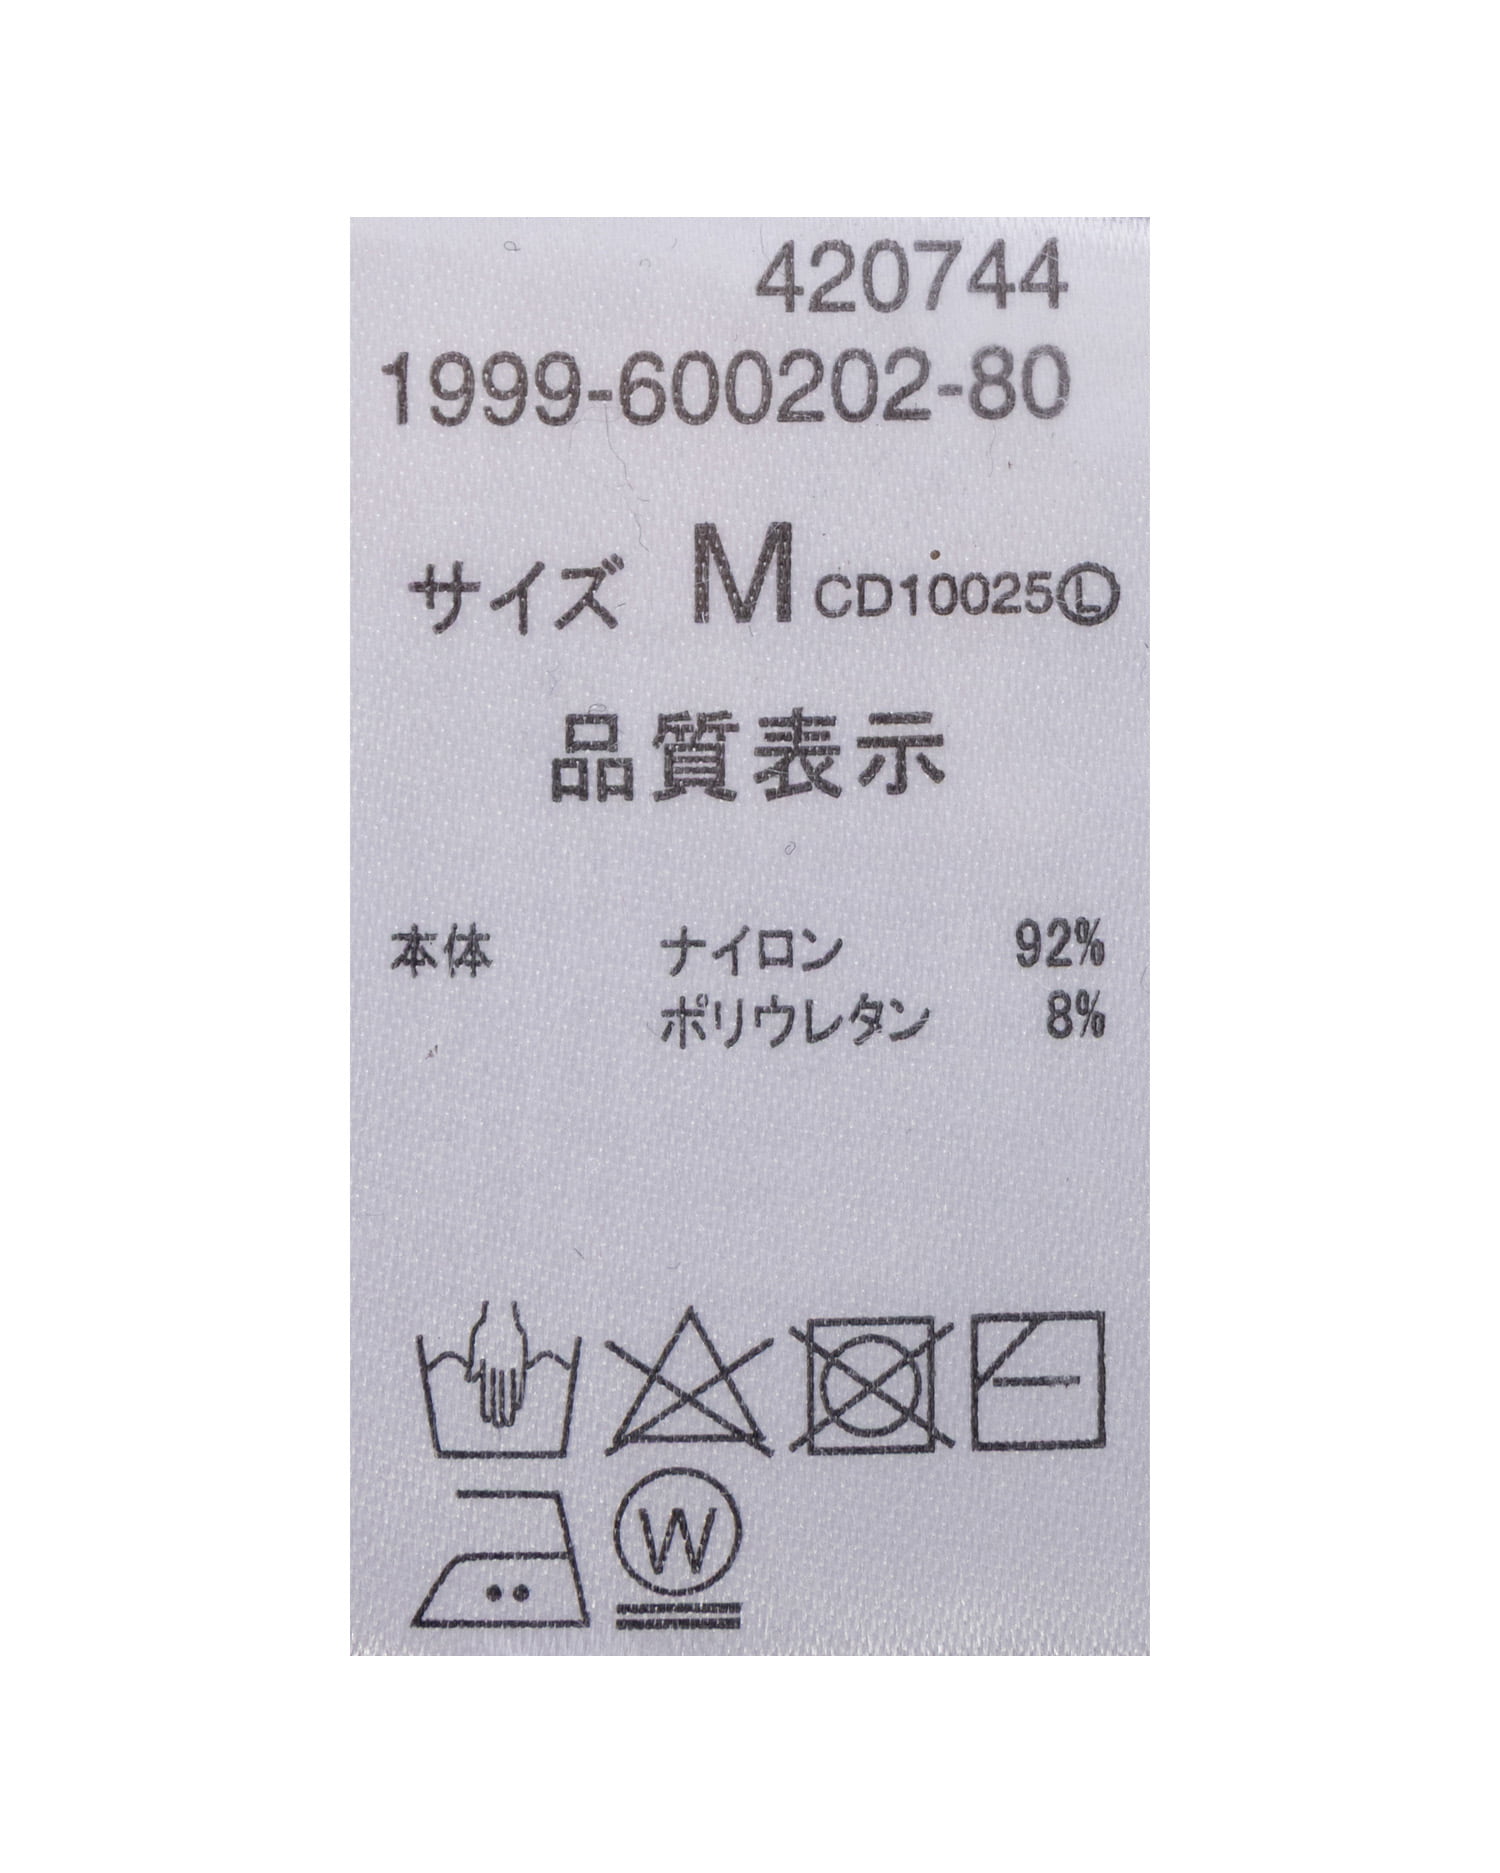 420744
1999-600202-80
サイズ M CD10025Ⓛ
品質表示
本体 ナイロン 92%
ポリウレタン 8%
W